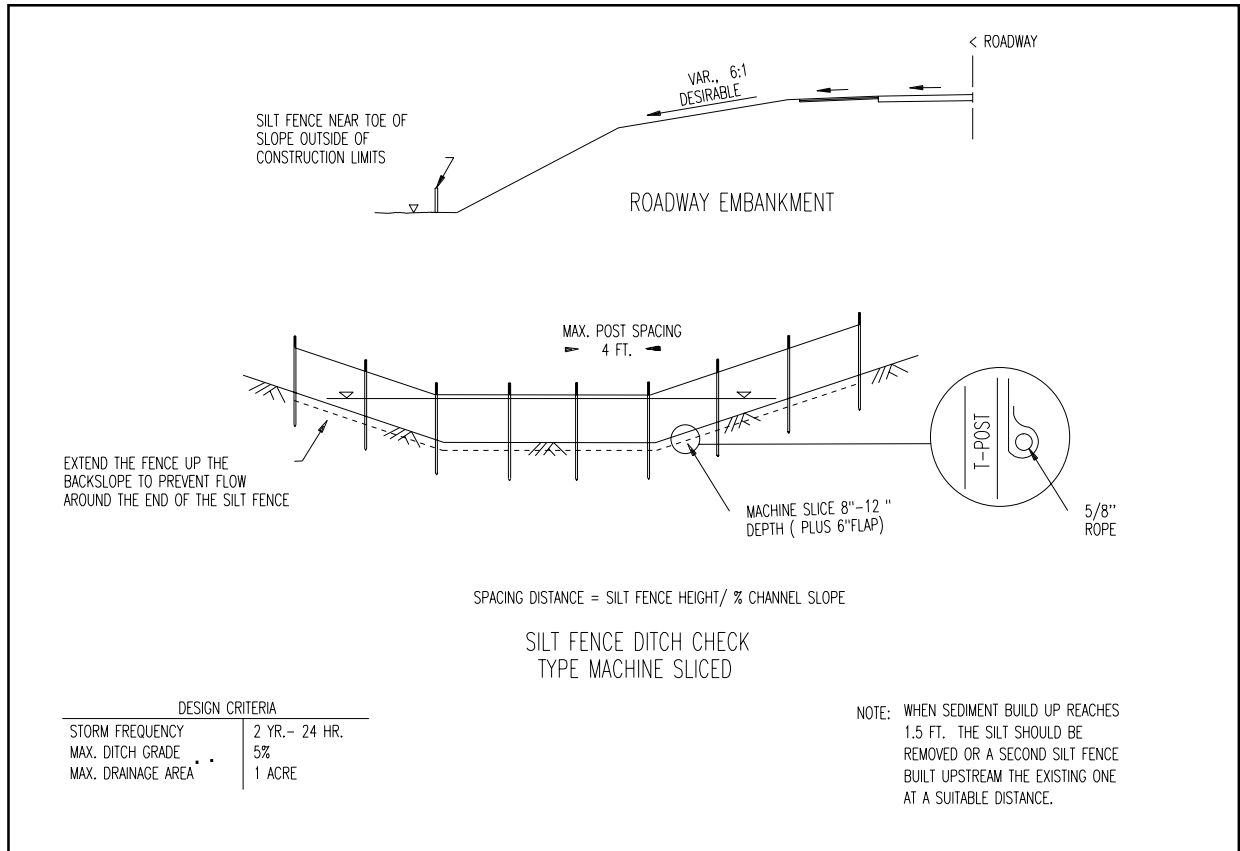 < ROADWAY
VAR., 6:1
DESIRABLE
SILT FENCE NEAR TOE OF
SLOPE OUTSIDE OF
CONSTRUCTION LIMITS
ROADWAY EMBANKMENT
MAX. POST SPACING
4 FT.
EXTEND THE FENCE UP THE
BACKSLOPE TO PREVENT FLOW
AROUND THE END OF THE SILT FENCE
T-POST
MACHINE SLICE 8"-12 "
DEPTH ( PLUS 6"FLAP)
5/8"
ROPE
SPACING DISTANCE = SILT FENCE HEIGHT/ % CHANNEL SLOPE
SILT FENCE DITCH CHECK
TYPE MACHINE SLICED
DESIGN CRITERIA
STORM FREQUENCY 2 YR.- 24 HR.
MAX. DITCH GRADE . . 5%
MAX. DRAINAGE AREA 1 ACRE
NOTE: WHEN SEDIMENT BUILD UP REACHES
1.5 FT. THE SILT SHOULD BE
REMOVED OR A SECOND SILT FENCE
BUILT UPSTREAM THE EXISTING ONE
AT A SUITABLE DISTANCE.